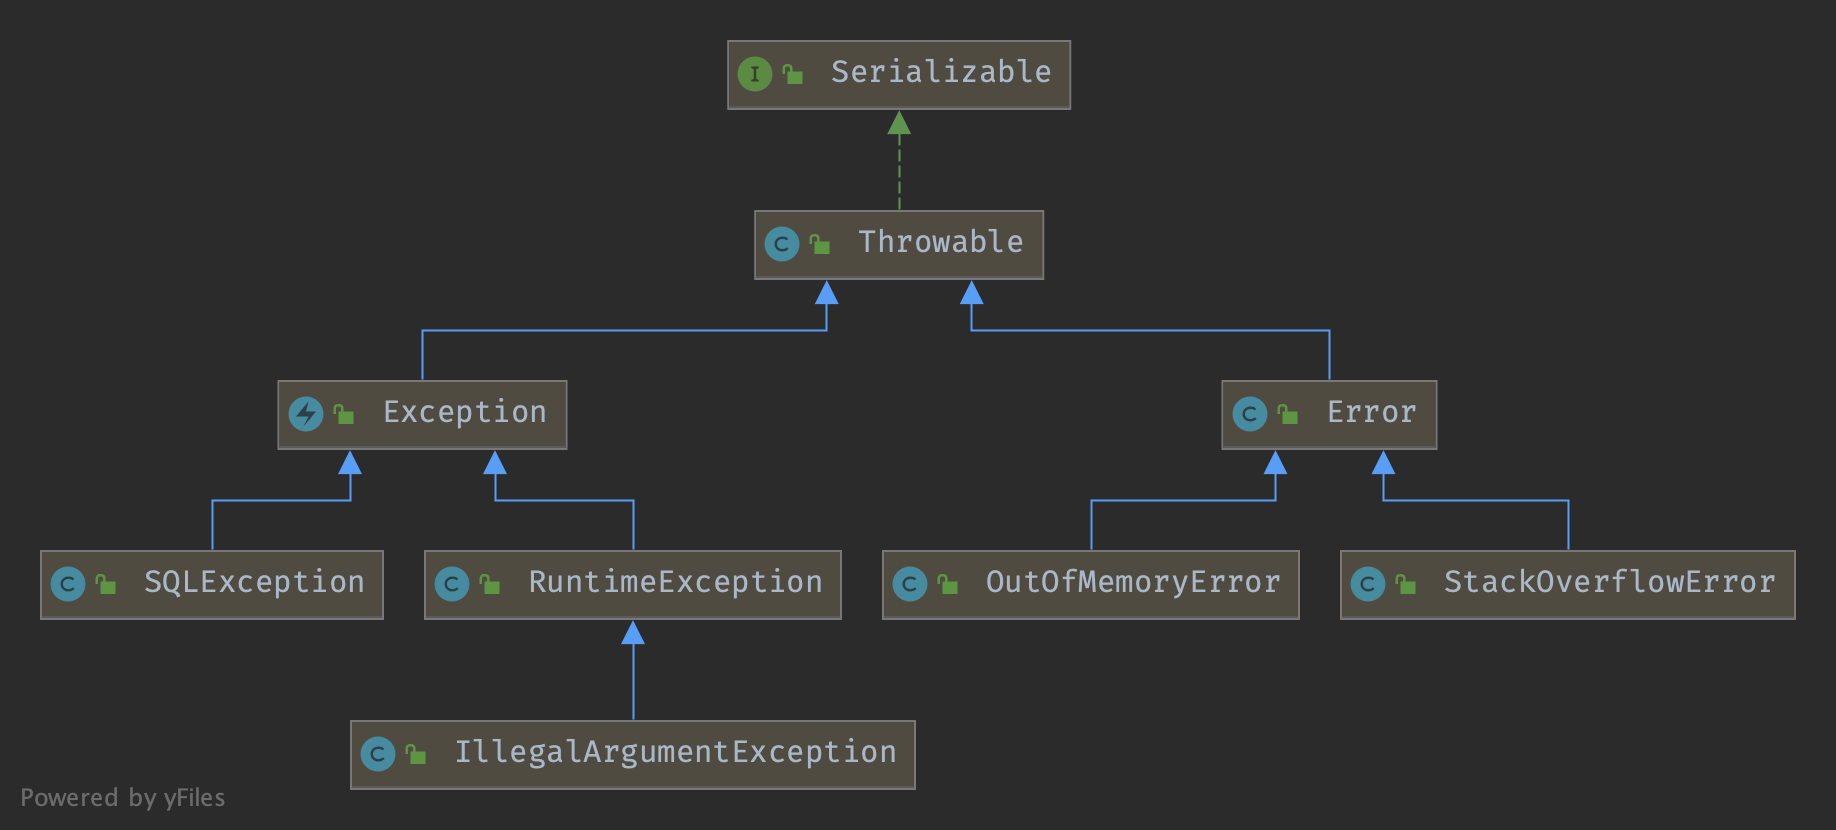 I Serializable
C Throwable
Exception
C Error
C SQLException
C RuntimeException
C OutOfMemoryError
C StackOverflowError
C IllegalArgumentException
Powered by yFiles